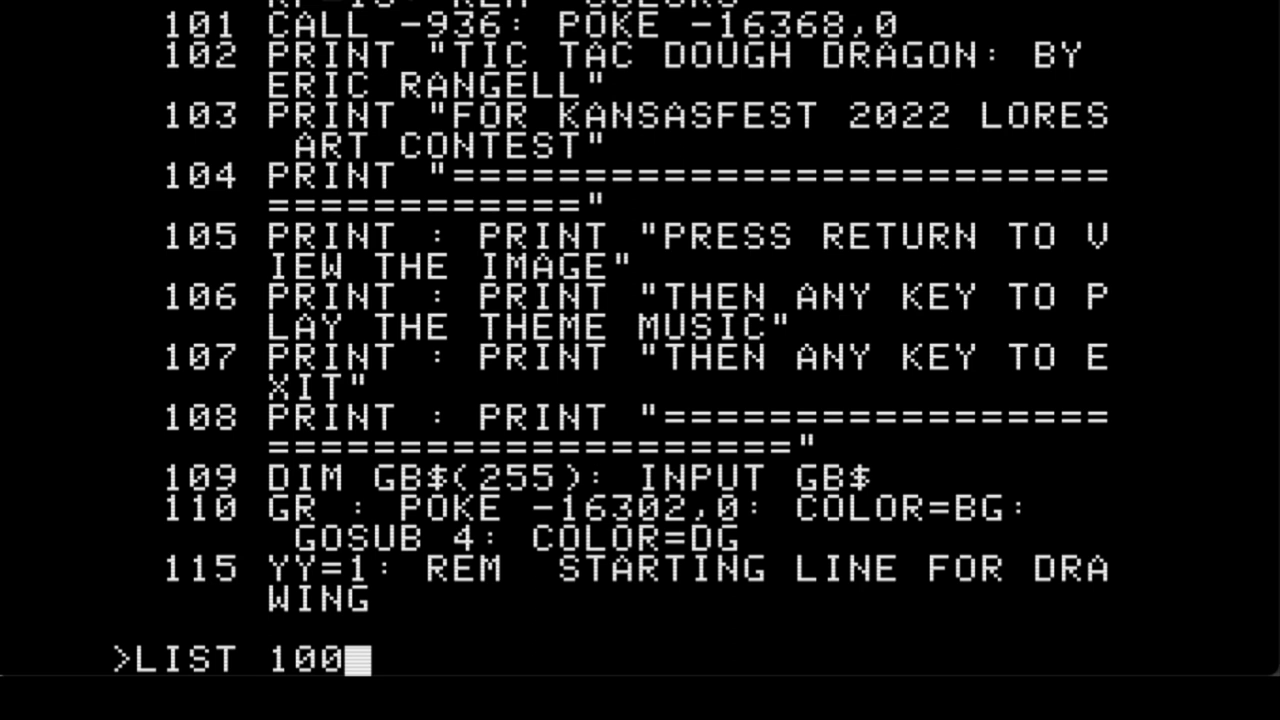 101 CALL -936: POKE -16368,0
102 PRINT "TIC TAC DOUGH DRAGON: BY
ERIC RANGELL"
103 PRINT "FOR KANSASFEST 2022 LORES
ART CONTEST"
104 PRINT "=========================
============"
105 PRINT : PRINT "PRESS RETURN TO V
IEW THE IMAGE"
106 PRINT : PRINT "THEN ANY KEY TO P
LAY THE THEME MUSIC"
107 PRINT : PRINT "THEN ANY KEY TO E
XIT"
108 PRINT : PRINT "=================
===================="
109 DIM GB$(255): INPUT GB$
110 GR : POKE -16302,0: COLOR=BG:
GOSUB 4: COLOR=DG
115 YY=1: REM  STARTING LINE FOR DRA
WING
>LIST 100